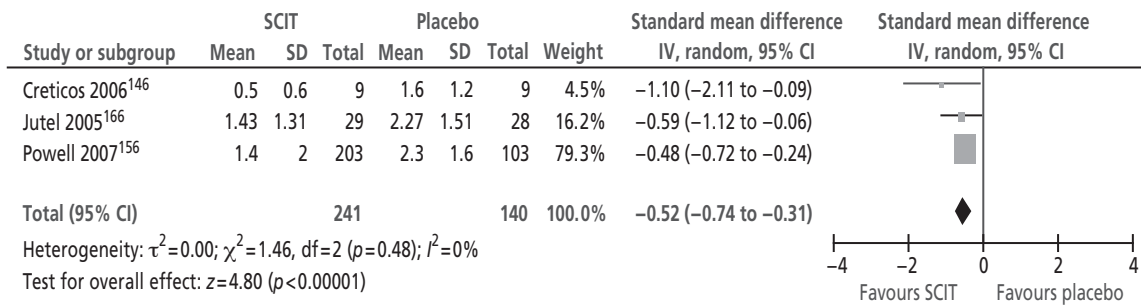 SCIT Placebo Standard mean difference Standard mean difference
Study or subgroup Mean SD Total Mean SD Total Weight IV, random, 95% CI IV, random, 95% CI
Creticos 2006¹⁴⁶ 0.5 0.6 9 1.6 1.2 9 4.5% −1.10 (−2.11 to −0.09)
Jutel 2005¹⁶⁶ 1.43 1.31 29 2.27 1.51 28 16.2% −0.59 (−1.12 to −0.06)
Powell 2007¹⁵⁶ 1.4 2 203 2.3 1.6 103 79.3% −0.48 (−0.72 to −0.24)
Total (95% CI) 241 140 100.0% −0.52 (−0.74 to −0.31)
Heterogeneity: τ²=0.00; χ²=1.46, df=2 (p=0.48); I²=0%
Test for overall effect: z=4.80 (p<0.00001)
−4 −2 0 2 4
Favours SCIT Favours placebo